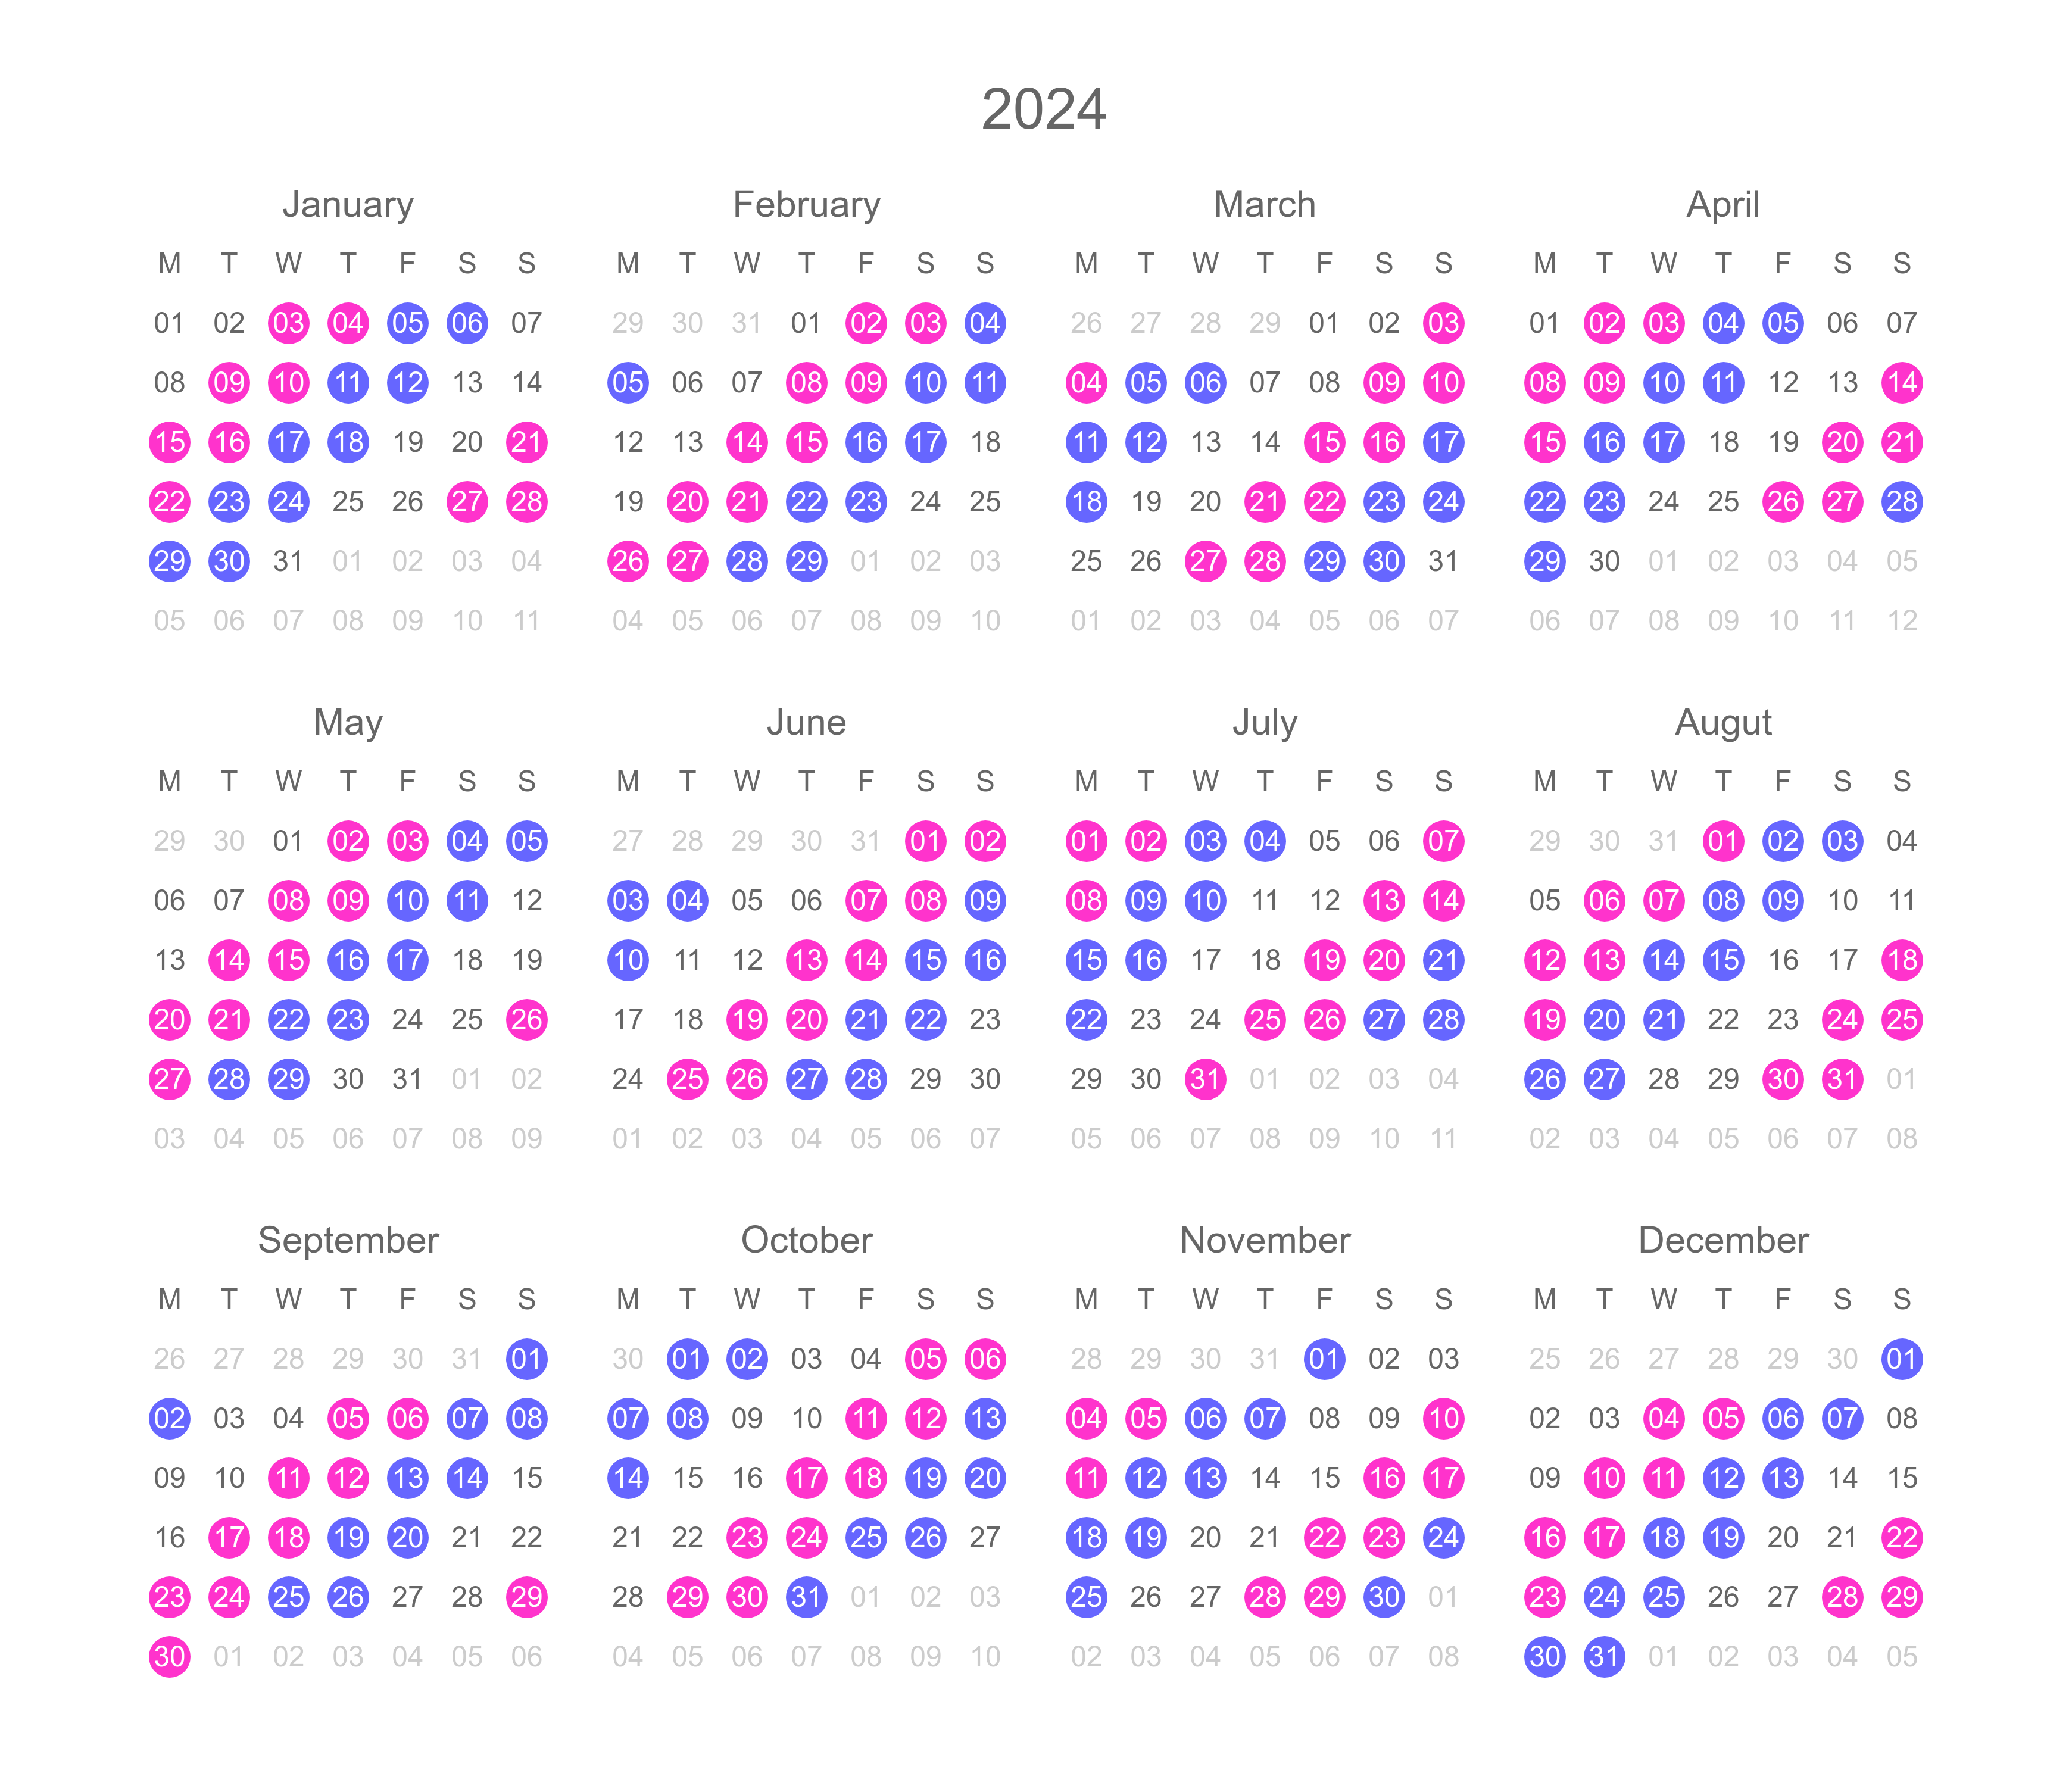 2024
January February March April
M T W T F S S M T W T F S S M T W T F S S M T W T F S S
01 02 03 04 05 06 07 29 30 31 01 02 03 04 26 27 28 29 01 02 03 01 02 03 04 05 06 07
08 09 10 11 12 13 14 05 06 07 08 09 10 11 04 05 06 07 08 09 10 08 09 10 11 12 13 14
15 16 17 18 19 20 21 12 13 14 15 16 17 18 11 12 13 14 15 16 17 15 16 17 18 19 20 21
22 23 24 25 26 27 28 19 20 21 22 23 24 25 18 19 20 21 22 23 24 22 23 24 25 26 27 28
29 30 31 01 02 03 04 26 27 28 29 01 02 03 25 26 27 28 29 30 31 29 30 01 02 03 04 05
05 06 07 08 09 10 11 04 05 06 07 08 09 10 01 02 03 04 05 06 07 06 07 08 09 10 11 12
May June July Augut
M T W T F S S M T W T F S S M T W T F S S M T W T F S S
29 30 01 02 03 04 05 27 28 29 30 31 01 02 01 02 03 04 05 06 07 29 30 31 01 02 03 04
06 07 08 09 10 11 12 03 04 05 06 07 08 09 08 09 10 11 12 13 14 05 06 07 08 09 10 11
13 14 15 16 17 18 19 10 11 12 13 14 15 16 15 16 17 18 19 20 21 12 13 14 15 16 17 18
20 21 22 23 24 25 26 17 18 19 20 21 22 23 22 23 24 25 26 27 28 19 20 21 22 23 24 25
27 28 29 30 31 01 02 24 25 26 27 28 29 30 29 30 31 01 02 03 04 26 27 28 29 30 31 01
03 04 05 06 07 08 09 01 02 03 04 05 06 07 05 06 07 08 09 10 11 02 03 04 05 06 07 08
September October November December
M T W T F S S M T W T F S S M T W T F S S M T W T F S S
26 27 28 29 30 31 01 30 01 02 03 04 05 06 28 29 30 31 01 02 03 25 26 27 28 29 30 01
02 03 04 05 06 07 08 07 08 09 10 11 12 13 04 05 06 07 08 09 10 02 03 04 05 06 07 08
09 10 11 12 13 14 15 14 15 16 17 18 19 20 11 12 13 14 15 16 17 09 10 11 12 13 14 15
16 17 18 19 20 21 22 21 22 23 24 25 26 27 18 19 20 21 22 23 24 16 17 18 19 20 21 22
23 24 25 26 27 28 29 28 29 30 31 01 02 03 25 26 27 28 29 30 01 23 24 25 26 27 28 29
30 01 02 03 04 05 06 04 05 06 07 08 09 10 02 03 04 05 06 07 08 30 31 01 02 03 04 05